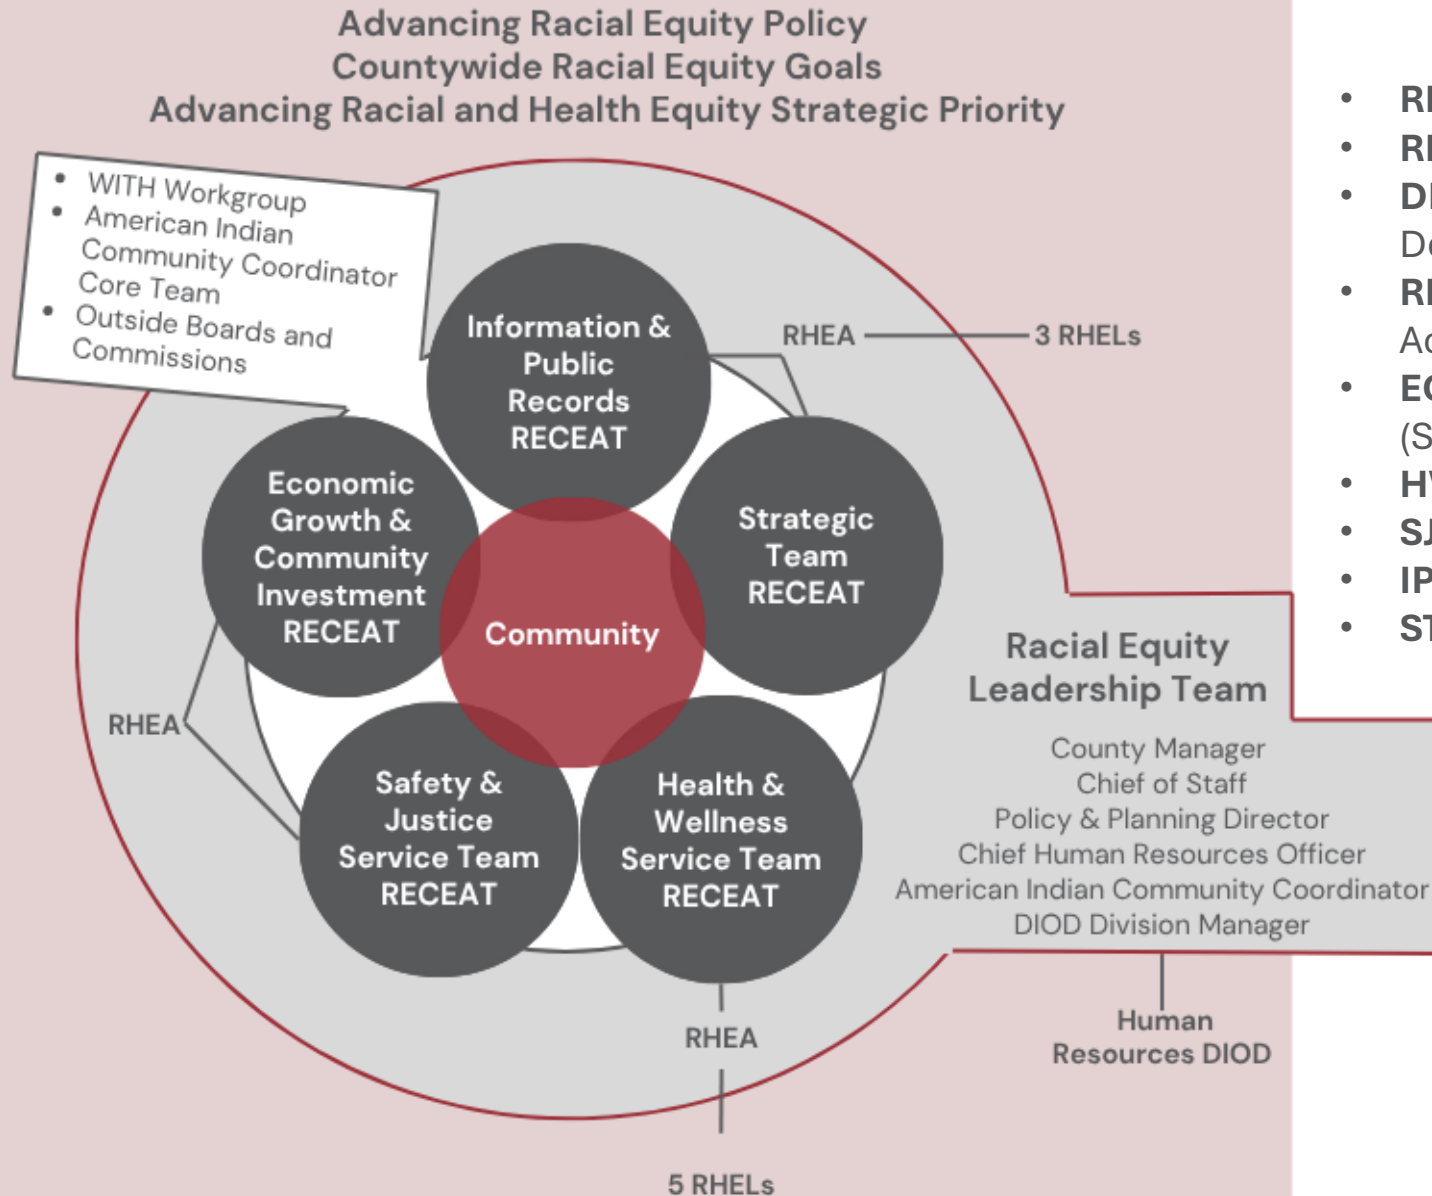 Advancing Racial Equity Policy
Countywide Racial Equity Goals
Advancing Racial and Health Equity Strategic Priority
• WITH Workgroup
• American Indian
Community Coordinator
Core Team
• Outside Boards and
Commissions
Information &
Public
Records
RECEAT
RHEA
3 RHELs
Economic
Growth &
Community
Investment
RECEAT
Strategic
Team
RECEAT
Community
RHEA
Safety &
Justice
Service Team
RECEAT
Health &
Wellness
Service Team
RECEAT
RHEA
5 RHELs
Racial Equity
Leadership Team
County Manager
Chief of Staff
Policy & Planning Director
Chief Human Resources Officer
American Indian Community Coordinator
DIOD Division Manager
Human
Resources DIOD